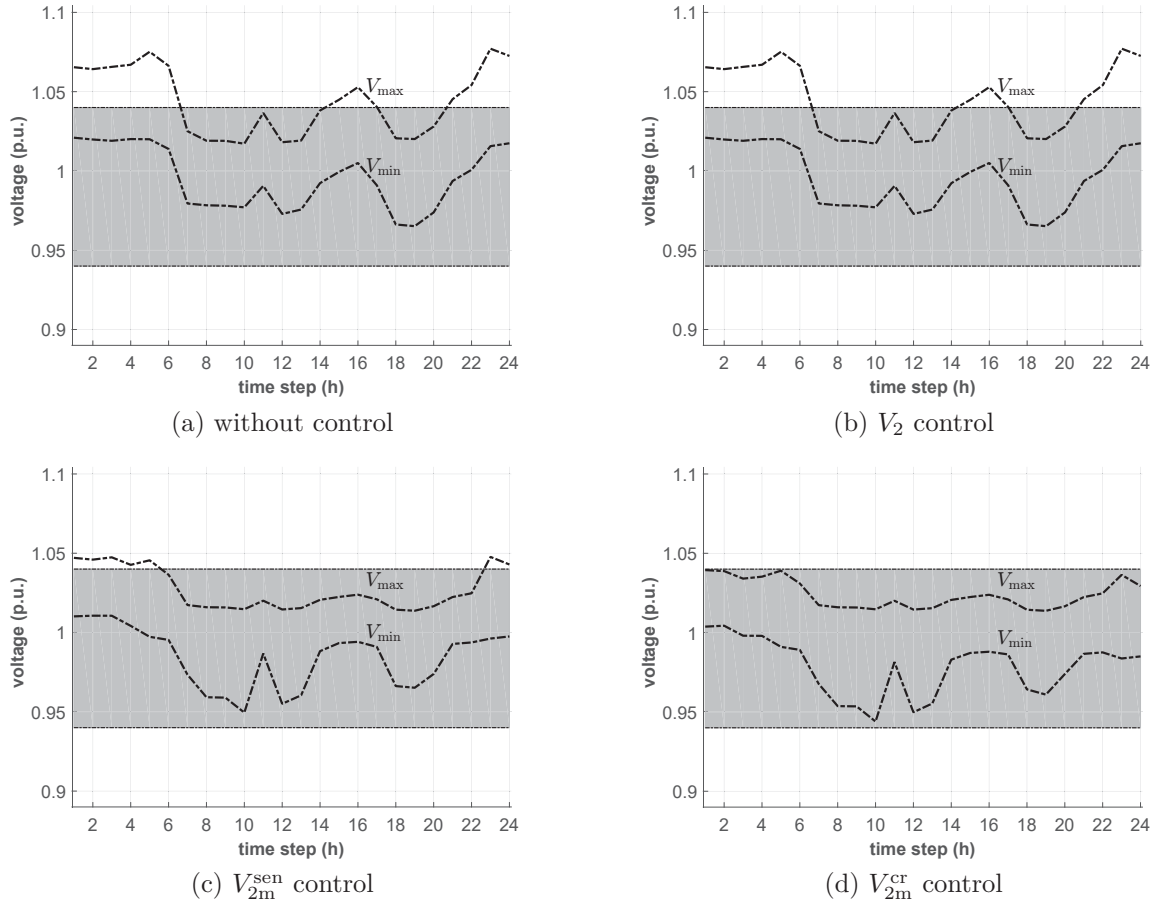 1.1
1.05
1
0.95
0.9
voltage (p.u.)
V_max
V_min
2 4 6 8 10 12 14 16 18 20 22 24
time step (h)
(a) without control
1.1
1.05
1
0.95
0.9
voltage (p.u.)
V_max
V_min
2 4 6 8 10 12 14 16 18 20 22 24
time step (h)
(b) V_2 control
1.1
1.05
1
0.95
0.9
voltage (p.u.)
V_max
V_min
2 4 6 8 10 12 14 16 18 20 22 24
time step (h)
(c) V_2m^sen control
1.1
1.05
1
0.95
0.9
voltage (p.u.)
V_max
V_min
2 4 6 8 10 12 14 16 18 20 22 24
time step (h)
(d) V_2m^cr control